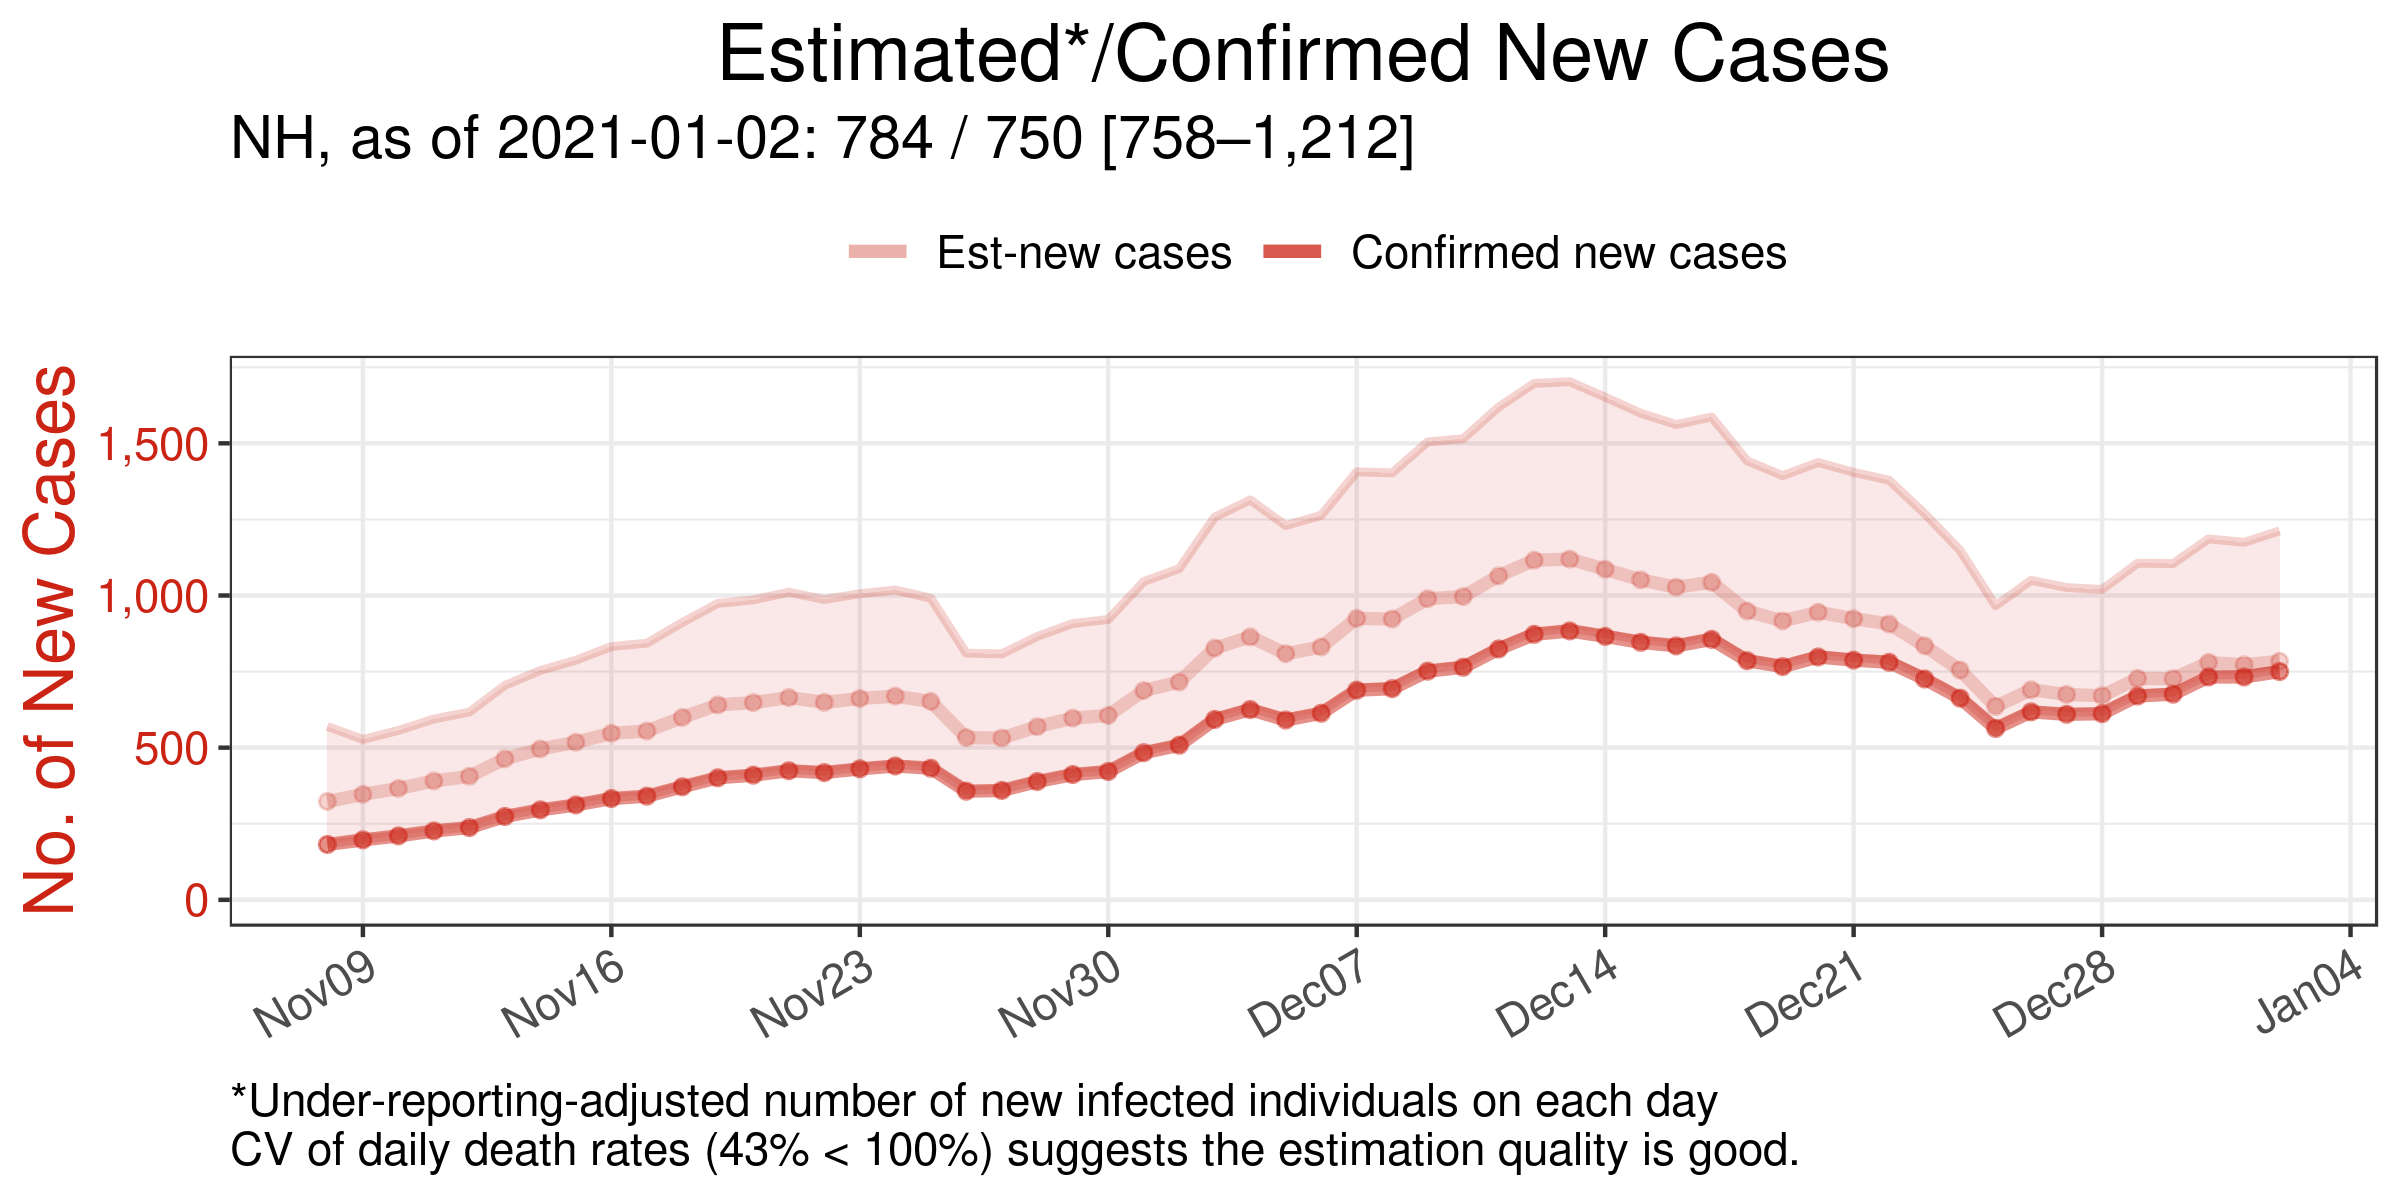 Estimated*/Confirmed New Cases
NH, as of 2021-01-02: 784 / 750 [758–1,212]
Est-new cases Confirmed new cases
No. of New Cases
1,500
1,000
500
0
Nov09 Nov16 Nov23 Nov30 Dec07 Dec14 Dec21 Dec28 Jan04
*Under-reporting-adjusted number of new infected individuals on each day
CV of daily death rates (43% < 100%) suggests the estimation quality is good.